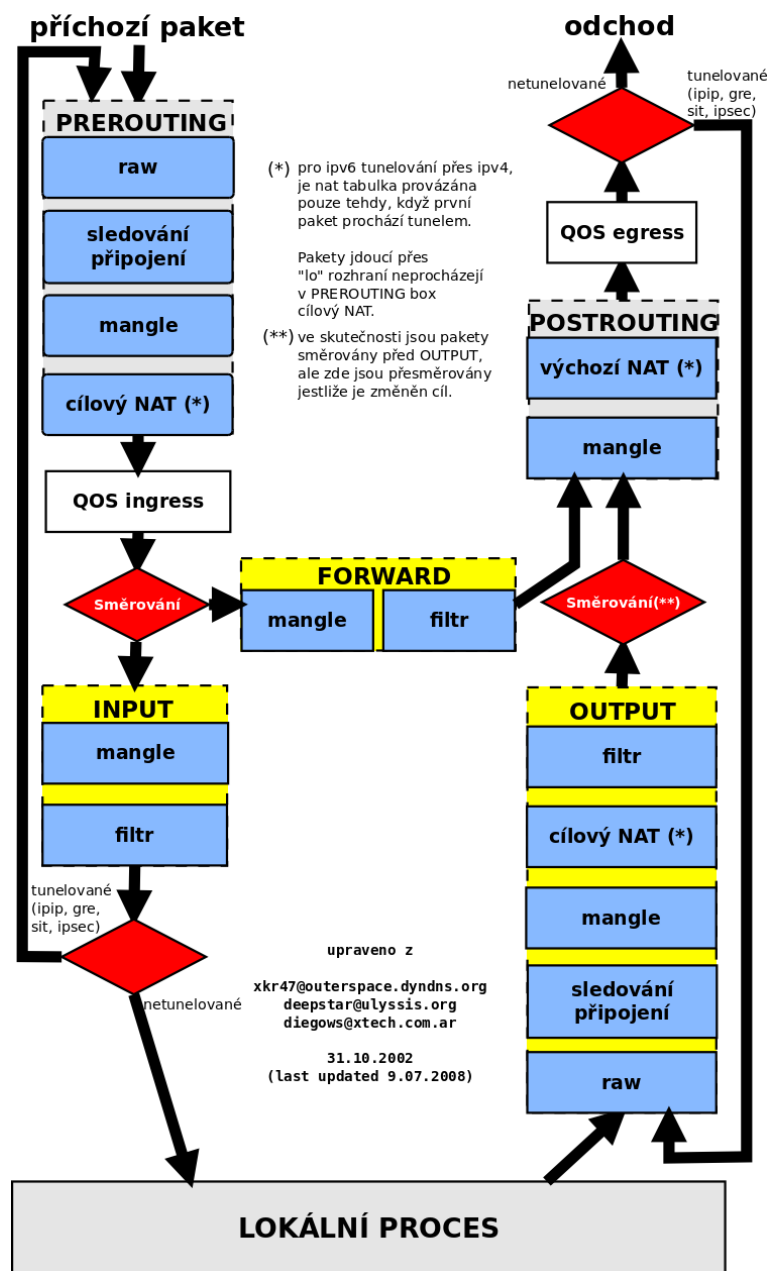 příchozí paket
odchod
netunelované
tunelované
(ipip, gre,
sit, ipsec)
PREROUTING
raw
sledování
připojení
mangle
cílový NAT (*)
(*) pro ipv6 tunelování přes ipv4,
je nat tabulka provázána
pouze tehdy, když první
paket prochází tunelem.
Pakety jdoucí přes
"lo" rozhraní neprocházejí
v PREROUTING box
cílový NAT.
(**) ve skutečnosti jsou pakety
směrovány před OUTPUT,
ale zde jsou přesměrovány
jestliže je změněn cíl.
QOS egress
POSTROUTING
výchozí NAT (*)
mangle
QOS ingress
Směrování
FORWARD
mangle
filtr
Směrování(**)
INPUT
mangle
filtr
tunelované
(ipip, gre,
sit, ipsec)
netunelované
OUTPUT
filtr
cílový NAT (*)
mangle
sledování
připojení
raw
upraveno z
xkr47@outerspace.dyndns.org
deepstar@ulyssis.org
diegows@xtech.com.ar
31.10.2002
(last updated 9.07.2008)
LOKÁLNÍ PROCES